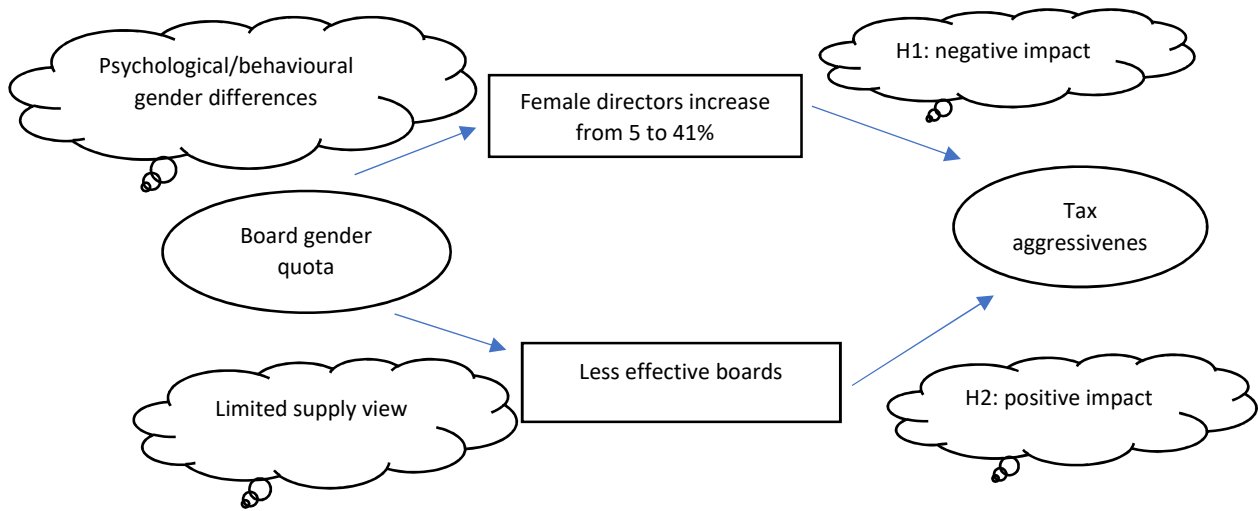 Psychological/behavioural
gender differences
Female directors increase
from 5 to 41%
H1: negative impact
Board gender
quota
Tax
aggressivenes
Limited supply view
Less effective boards
H2: positive impact